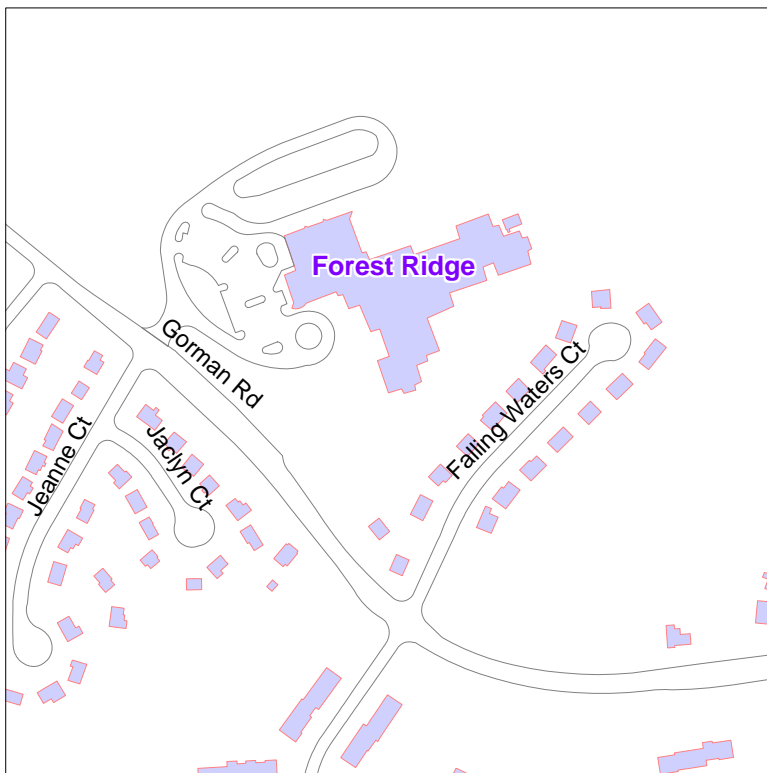 Forest Ridge
Gorman Rd
Falling Waters Ct
Jeanne Ct
Jaclyn Ct